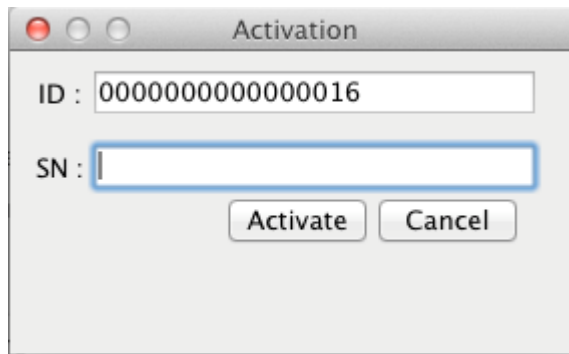 Activation
ID : 0000000000000016
SN :
Activate Cancel